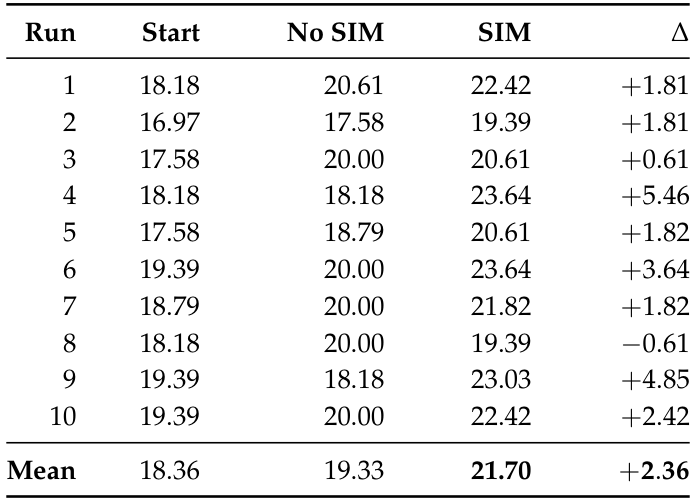 Run Start No SIM SIM Δ
1 18.18 20.61 22.42 +1.81
2 16.97 17.58 19.39 +1.81
3 17.58 20.00 20.61 +0.61
4 18.18 18.18 23.64 +5.46
5 17.58 18.79 20.61 +1.82
6 19.39 20.00 23.64 +3.64
7 18.79 20.00 21.82 +1.82
8 18.18 20.00 19.39 −0.61
9 19.39 18.18 23.03 +4.85
10 19.39 20.00 22.42 +2.42
Mean 18.36 19.33 21.70 +2.36